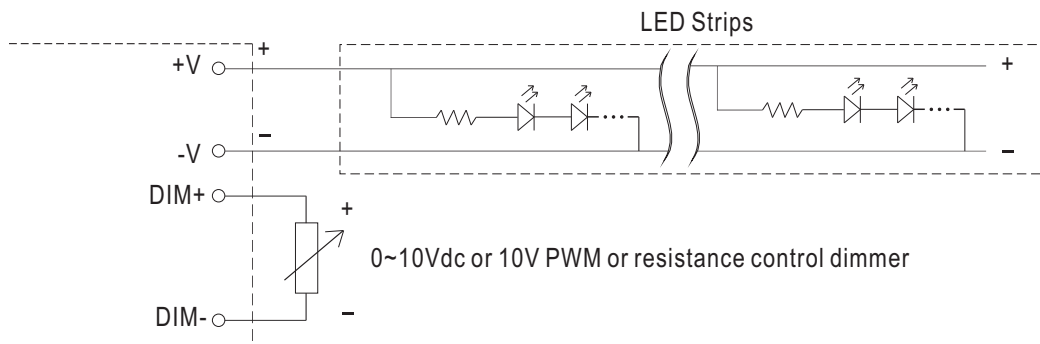 LED Strips
+
+V
+
-
-V
-
DIM+
+
0~10Vdc or 10V PWM or resistance control dimmer
DIM-
-